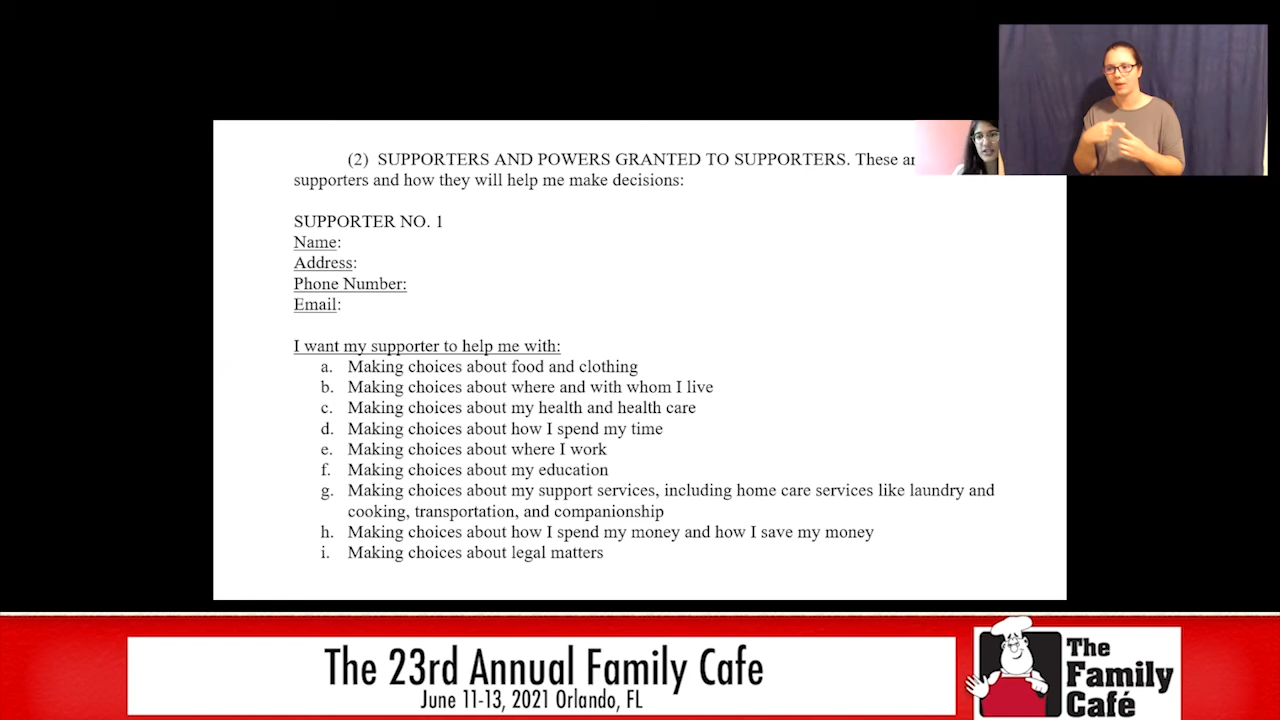 (2) SUPPORTERS AND POWERS GRANTED TO SUPPORTERS. These
supporters and how they will help me make decisions:
SUPPORTER NO. 1
Name:
Address:
Phone Number:
Email:
I want my supporter to help me with:
a. Making choices about food and clothing
b. Making choices about where and with whom I live
c. Making choices about my health and health care
d. Making choices about how I spend my time
e. Making choices about where I work
f. Making choices about my education
g. Making choices about my support services, including home care services like laundry and
cooking, transportation, and companionship
h. Making choices about how I spend my money and how I save my money
i. Making choices about legal matters
The 23rd Annual Family Cafe
June 11-13, 2021 Orlando, FL
The
Family
Café